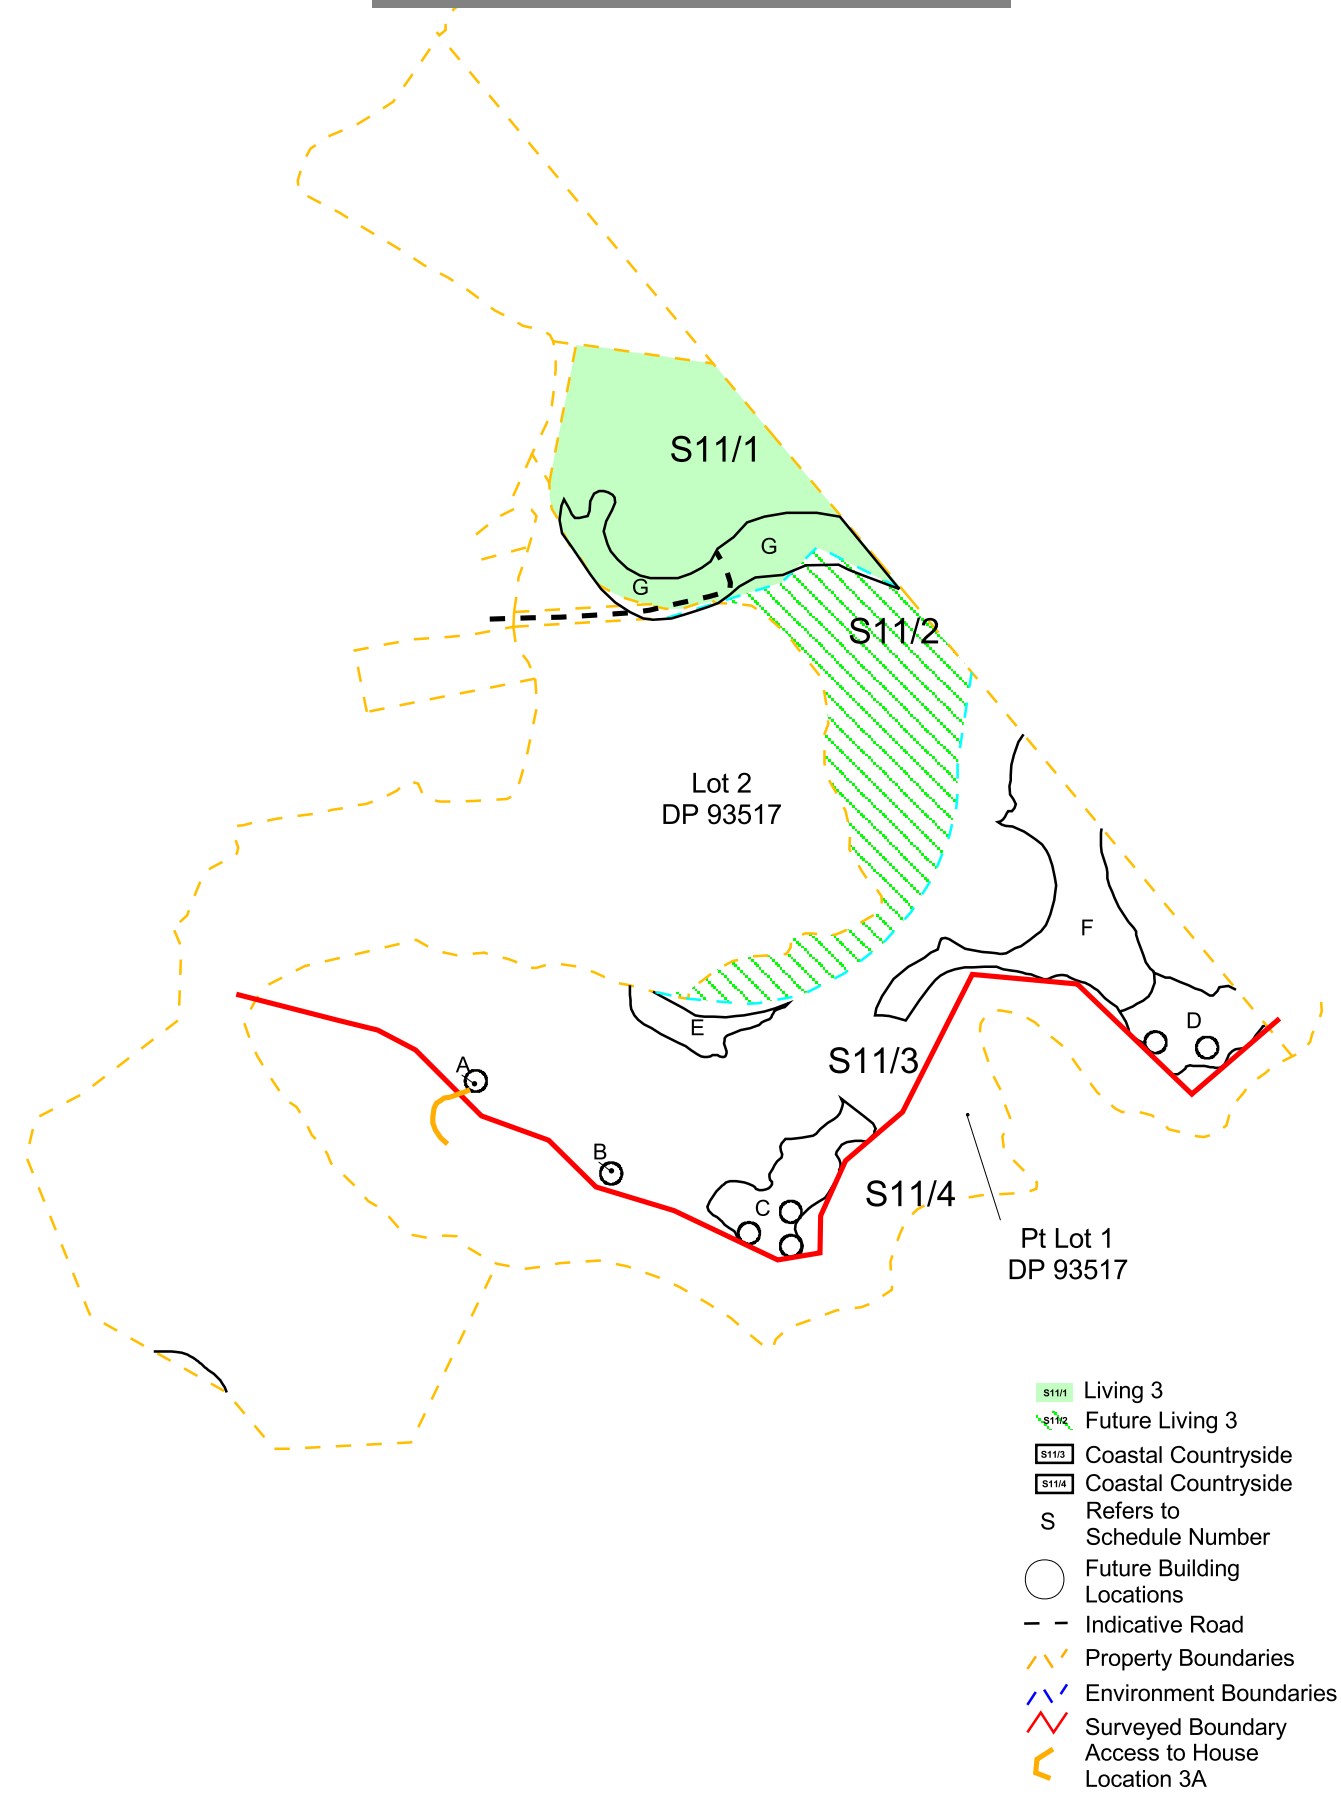 S11/1
G
G
S11/2
Lot 2
DP 93517
F
E
D
S11/3
A
B
C
S11/4
Pt Lot 1
DP 93517
S11/1 Living 3
S11/2 Future Living 3
S11/3 Coastal Countryside
S11/4 Coastal Countryside
S Refers to
Schedule Number
Future Building
Locations
Indicative Road
Property Boundaries
Environment Boundaries
Surveyed Boundary
Access to House
Location 3A